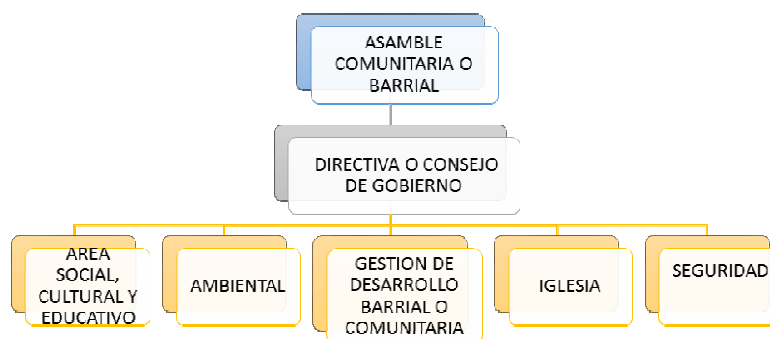 ASAMBLE
COMUNITARIA O
BARRIAL
DIRECTIVA O CONSEJO
DE GOBIERNO
AREA
SOCIAL,
CULTURAL Y
EDUCATIVO
AMBIENTAL
GESTION DE
DESARROLLO
BARRIAL O
COMUNITARIA
IGLESIA
SEGURIDAD